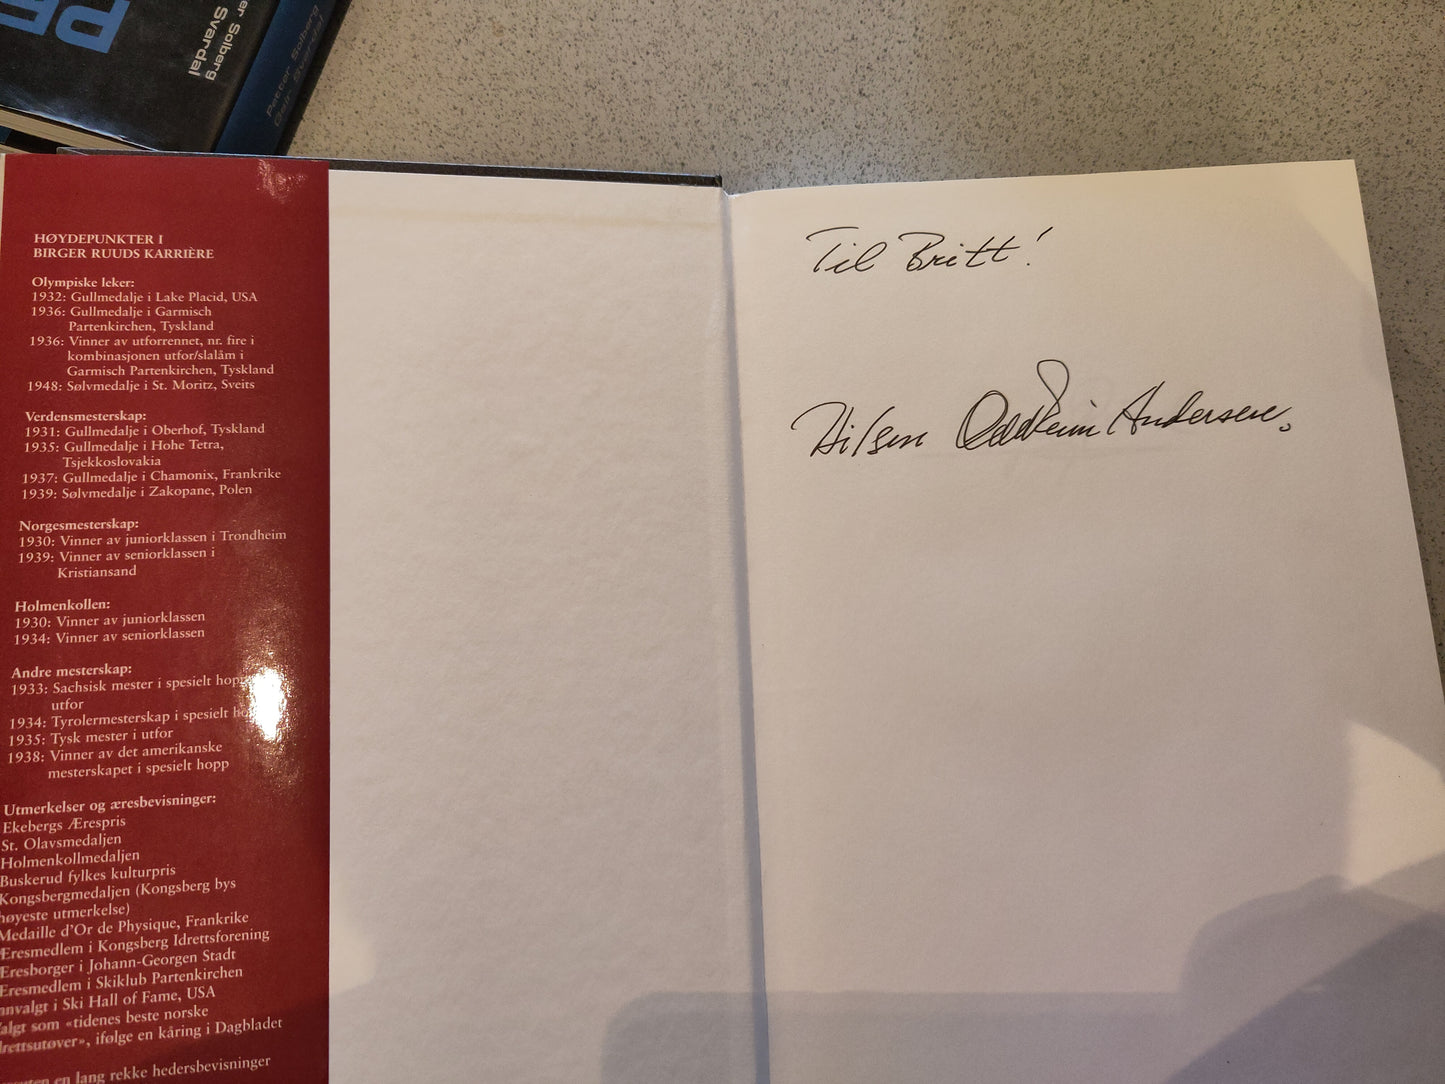 er Solberg
Svardal
PE
Petter Solberg
Geir Svardal
HØYDEPUNKTER I
BIRGER RUUDS KARRIÈRE
Olympiske leker:
1932: Gullmedalje i Lake Placid, USA
1936: Gullmedalje i Garmisch
Partenkirchen, Tyskland
1936: Vinner av utforrennet, nr. fire i
kombinasjonen utfor/slalåm i
Garmisch Partenkirchen, Tyskland
1948: Sølvmedalje i St. Moritz, Sveits
Verdensmesterskap:
1931: Gullmedalje i Oberhof, Tyskland
1935: Gullmedalje i Hohe Tetra,
Tsjekkoslovakia
1937: Gullmedalje i Chamonix, Frankrike
1939: Sølvmedalje i Zakopane, Polen
Norgesmesterskap:
1930: Vinner av juniorklassen i Trondheim
1939: Vinner av seniorklassen i
Kristiansand
Holmenkollen:
1930: Vinner av juniorklassen
1934: Vinner av seniorklassen
Andre mesterskap:
1933: Sachsisk mester i spesielt hopp
utfor
1934: Tyrolermesterskap i spesielt
1935: Tysk mester i utfor
1938: Vinner av det amerikanske
mesterskapet i spesielt hopp
Utmerkelser og æresbevisninger:
Ekebergs Ærespris
St. Olavsmedaljen
Holmenkollmedaljen
Buskerud fylkes kulturpris
Kongsbergmedaljen (Kongsberg bys
høyeste utmerkelse)
Medaille d'Or de Physique, Frankrike
Æresmedlem i Kongsberg Idrettsforening
Æresborger i Johann-Georgen Stadt
Æresmedlem i Skiklub Partenkirchen
nnvalgt i Ski Hall of Fame, USA
algt som «tidenes beste norske
drettsutøver», ifølge en kåring i Dagbladet
en lang rekke hedersbevisninger
Til Britt!
Hilsen Oddkeim Andersen.